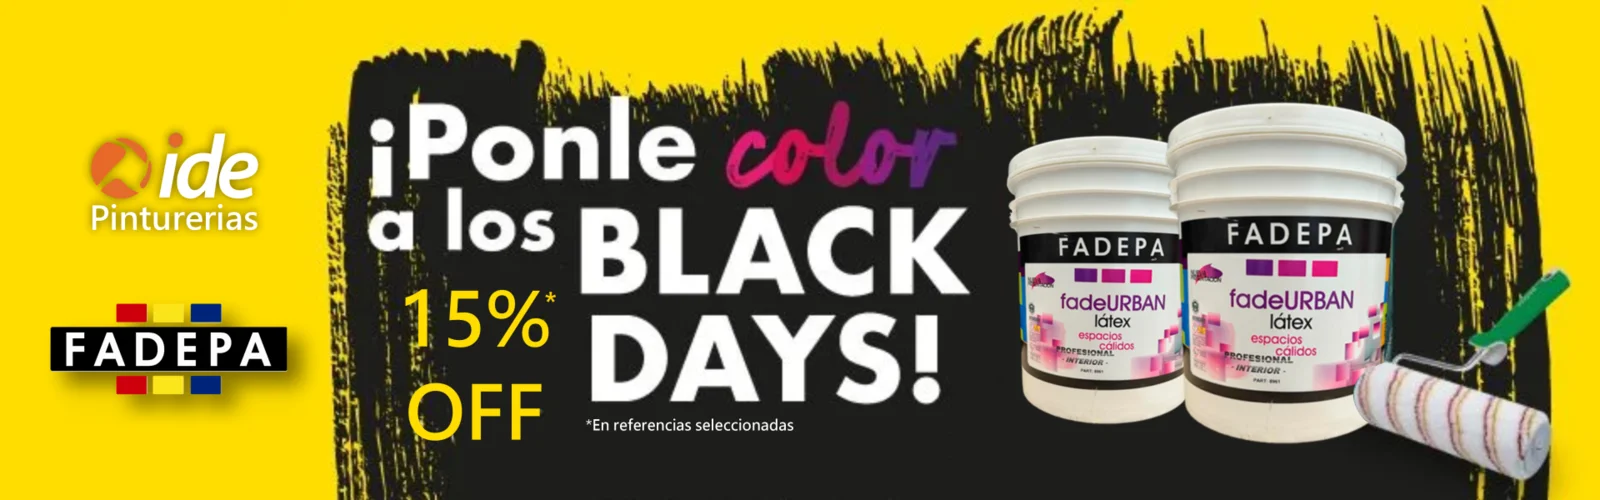 ide
Pinturerias
FADEPA
¡Ponle color
a los BLACK
DAYS!
15%*
OFF
*En referencias seleccionadas
FADEPA
fadeURBAN
látex
espacios
cálidos
PROFESIONAL
- INTERIOR -
FADEPA
fadeURBAN
látex
espacios
cálidos
PROFESIONAL
- INTERIOR -